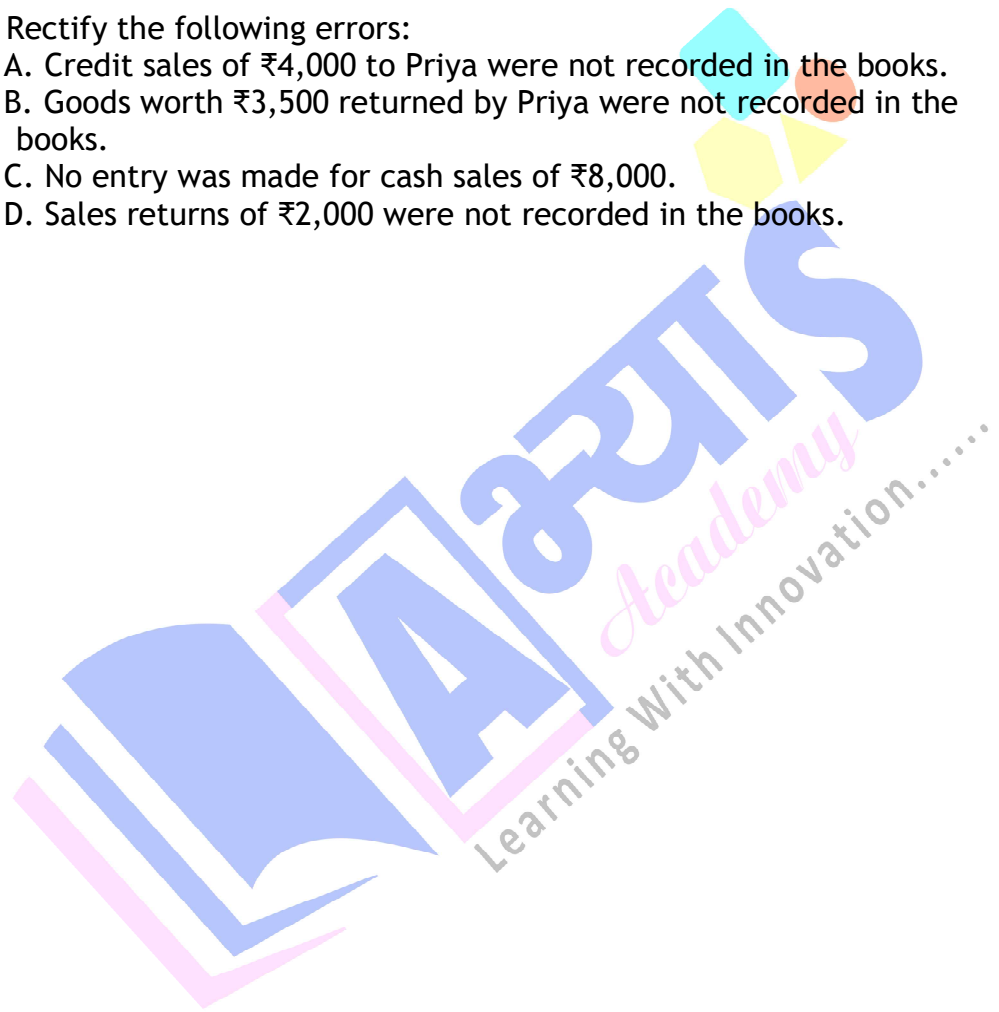 Rectify the following errors:
A. Credit sales of ₹4,000 to Priya were not recorded in the books.
B. Goods worth ₹3,500 returned by Priya were not recorded in the
books.
C. No entry was made for cash sales of ₹8,000.
D. Sales returns of ₹2,000 were not recorded in the books.
Aभ्याS
Academy
Learning With Innovation......